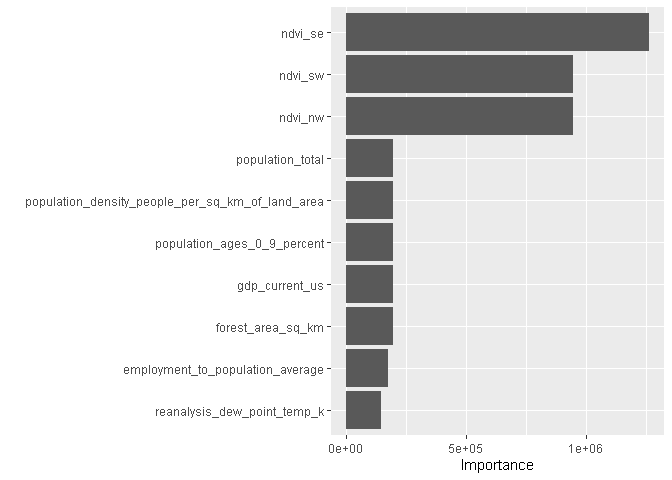 ndvi_se
ndvi_sw
ndvi_nw
population_total
population_density_people_per_sq_km_of_land_area
population_ages_0_9_percent
gdp_current_us
forest_area_sq_km
employment_to_population_average
reanalysis_dew_point_temp_k
0e+00 5e+05 1e+06
Importance